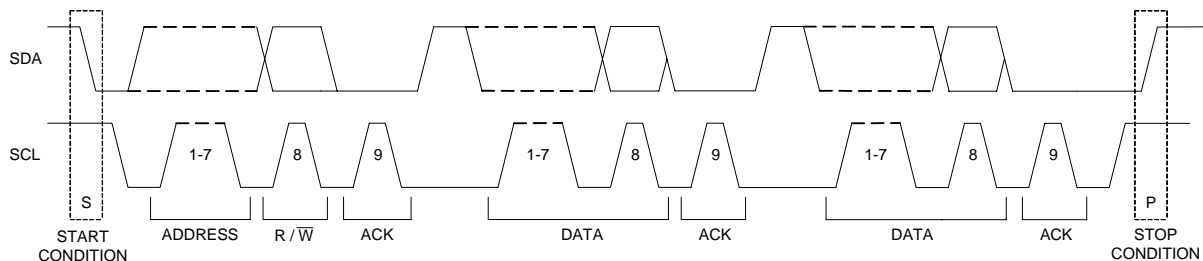 SDA
SCL
1-7
8
9
1-7
8
9
1-7
8
9
S
P
START
CONDITION
ADDRESS
R / W̅
ACK
DATA
ACK
DATA
ACK
STOP
CONDITION